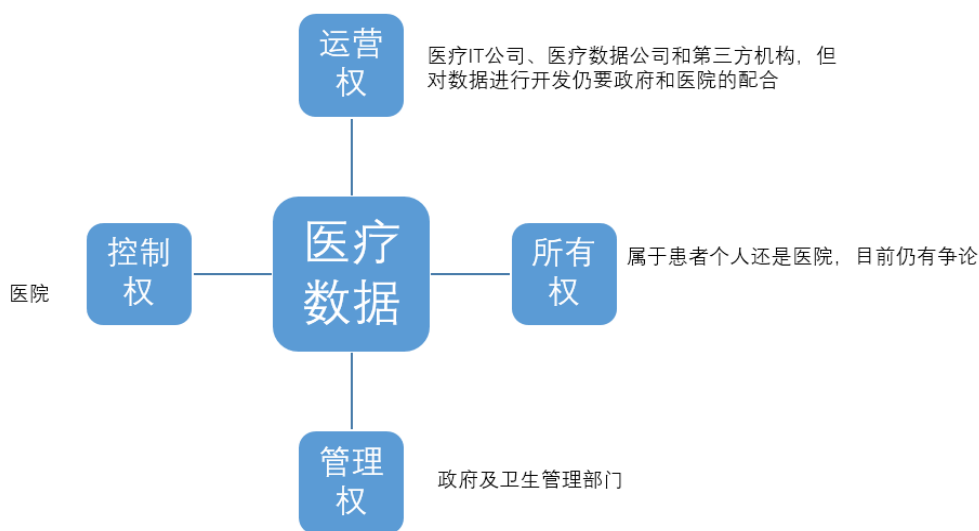 运营
权
医疗IT公司、医疗数据公司和第三方机构，但
对数据进行开发仍要政府和医院的配合
医院
控制
权
医疗
数据
所有
权
属于患者个人还是医院，目前仍有争论
管理
权
政府及卫生管理部门